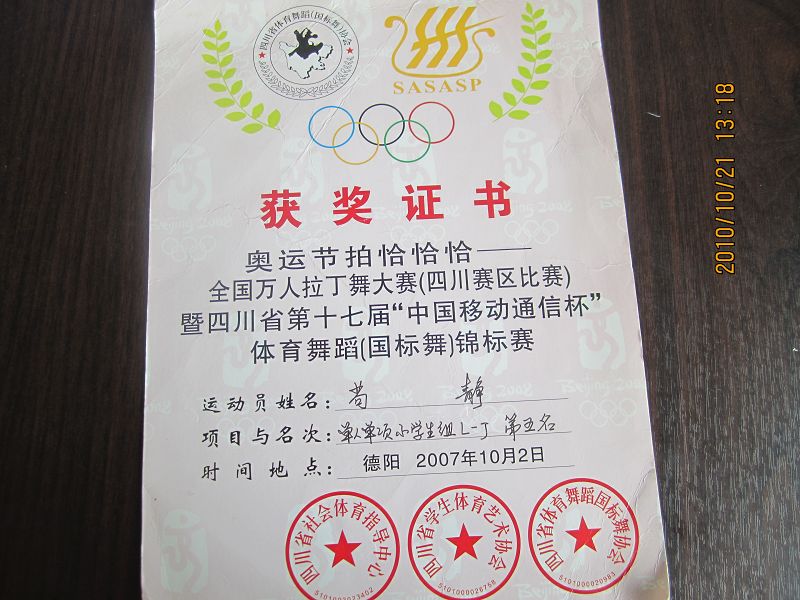 四川省体育舞蹈(国标舞)协会
SASASP
获奖证书
奥运节拍恰恰恰——
全国万人拉丁舞大赛(四川赛区比赛)
暨四川省第十七届“中国移动通信杯”
体育舞蹈(国标舞)锦标赛
运动员姓名: 苟 静
项目与名次: 单人单项小学生组L-J 第五名
时间地点: 德阳 2007年10月2日
四川省社会体育指导中心
5101000023402
四川省学生体育艺术协会
5101000026758
四川省体育舞蹈国标舞协会
5101000020983
Beijing 2008
2010/10/21 13:18